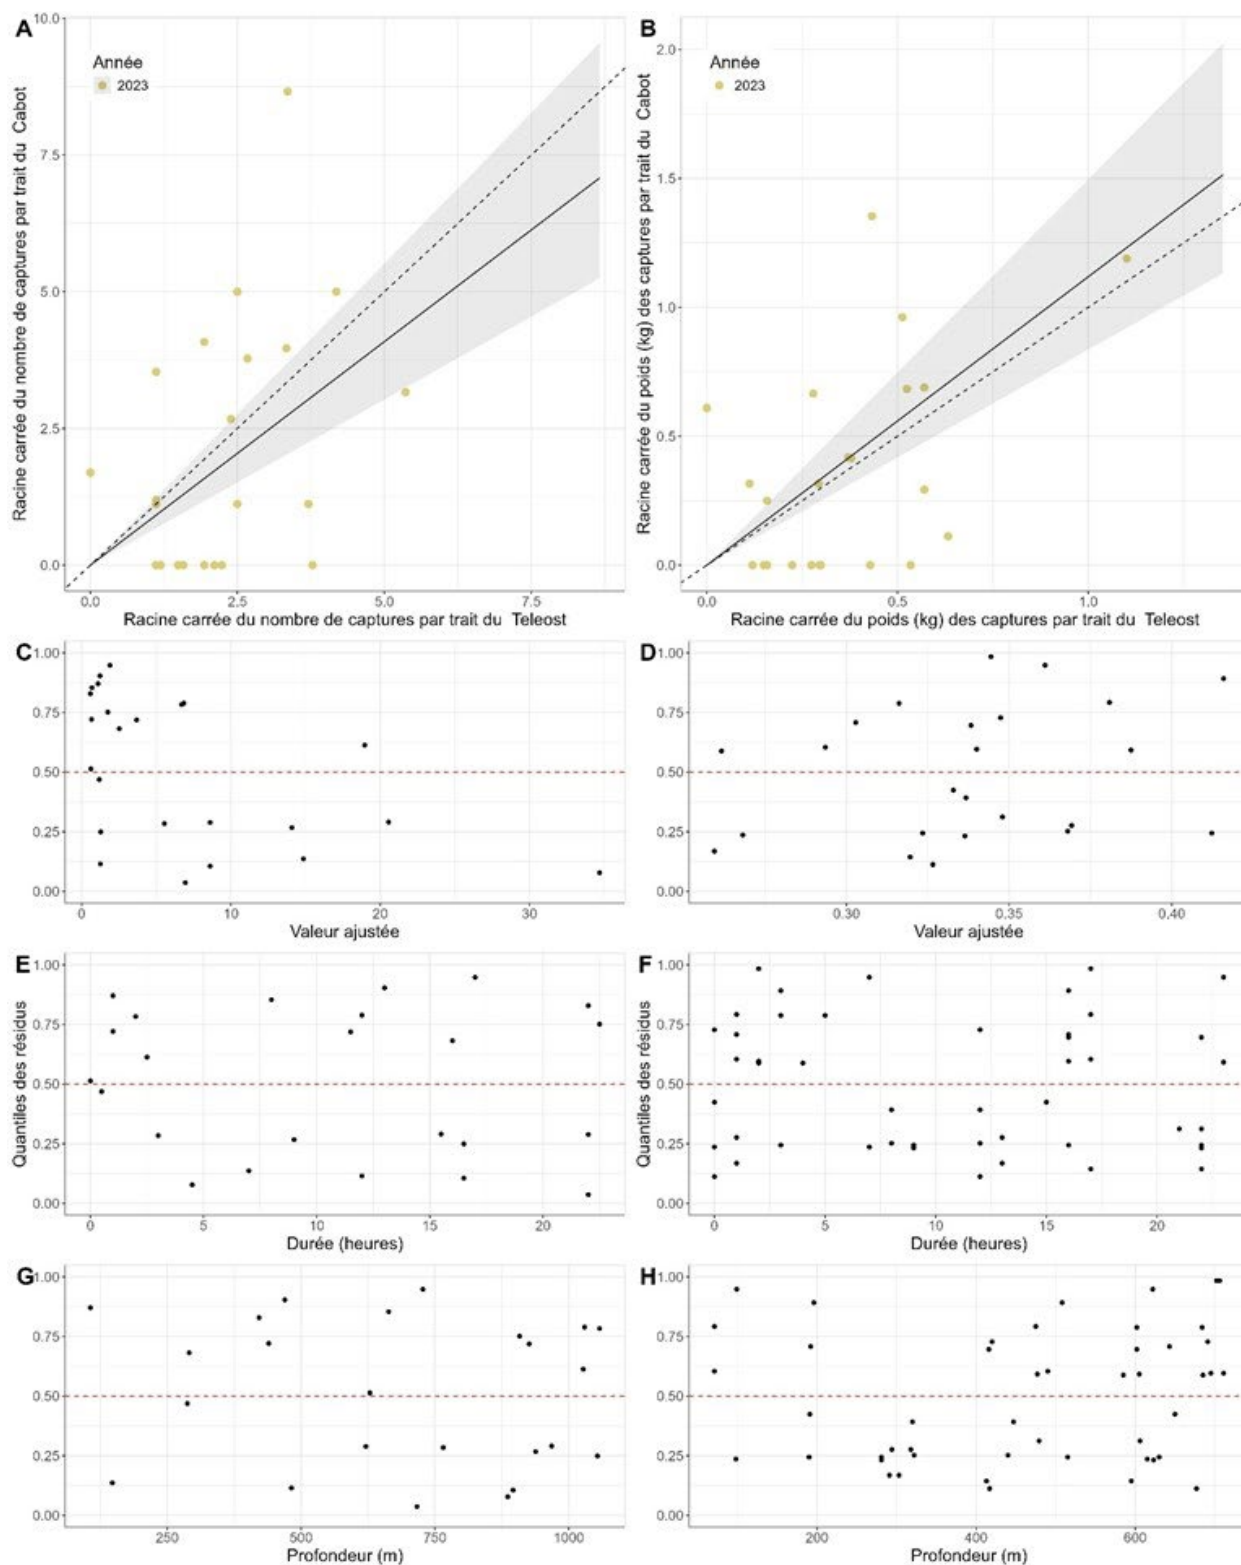 A
Année
2023
10.0
7.5
5.0
2.5
0.0
Racine carrée du nombre de captures par trait du Cabot
0.0 2.5 5.0 7.5
Racine carrée du nombre de captures par trait du Teleost
B
Année
2023
2.0
1.5
1.0
0.5
0.0
Racine carrée du poids (kg) des captures par trait du Cabot
0.0 0.5 1.0
Racine carrée du poids (kg) des captures par trait du Teleost
C
1.00
0.75
0.50
0.25
0.00
0 10 20 30
Valeur ajustée
D
1.00
0.75
0.50
0.25
0.00
0.30 0.35 0.40
Valeur ajustée
E
1.00
0.75
0.50
0.25
0.00
Quantiles des résidus
0 5 10 15 20
Durée (heures)
F
1.00
0.75
0.50
0.25
0.00
Quantiles des résidus
0 5 10 15 20
Durée (heures)
G
1.00
0.75
0.50
0.25
0.00
250 500 750 1000
Profondeur (m)
H
1.00
0.75
0.50
0.25
0.00
200 400 600
Profondeur (m)